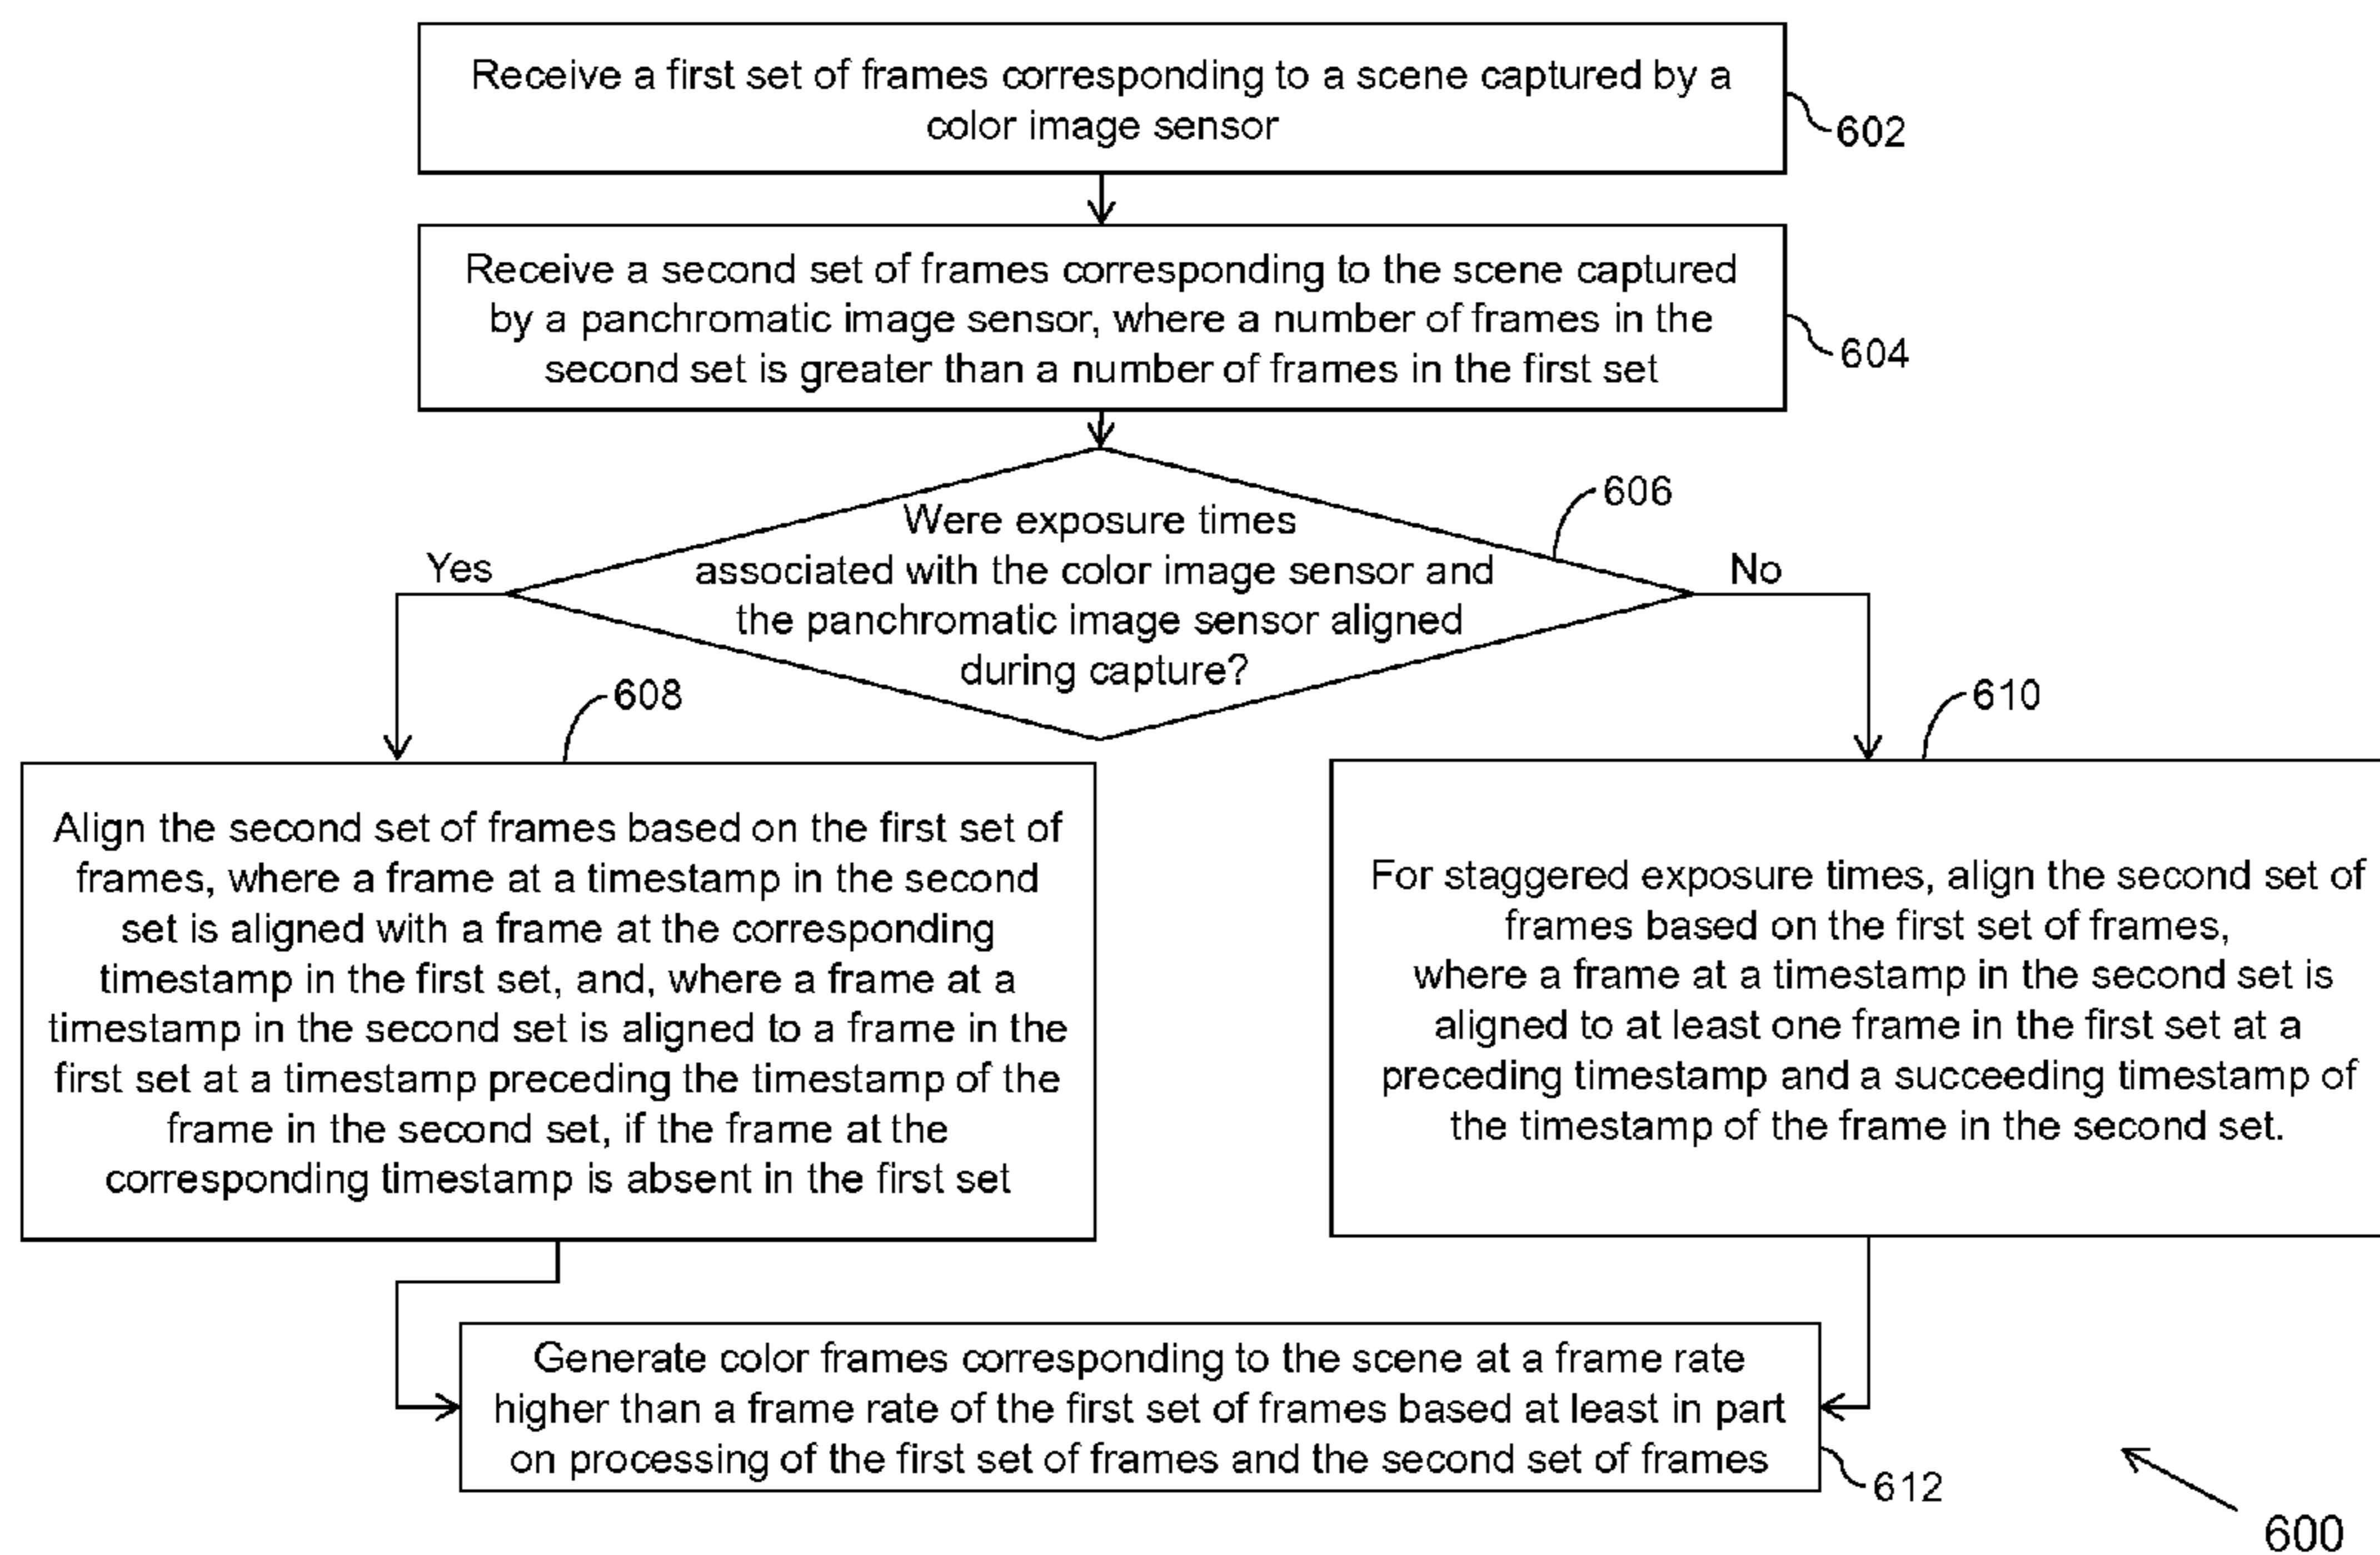 Receive a first set of frames corresponding to a scene captured by a
color image sensor
602
Receive a second set of frames corresponding to the scene captured
by a panchromatic image sensor, where a number of frames in the
second set is greater than a number of frames in the first set
604
Were exposure times
associated with the color image sensor and
the panchromatic image sensor aligned
during capture?
606
Yes
No
608
Align the second set of frames based on the first set of
frames, where a frame at a timestamp in the second
set is aligned with a frame at the corresponding
timestamp in the first set, and, where a frame at a
timestamp in the second set is aligned to a frame in the
first set at a timestamp preceding the timestamp of the
frame in the second set, if the frame at the
corresponding timestamp is absent in the first set
610
For staggered exposure times, align the second set of
frames based on the first set of frames,
where a frame at a timestamp in the second set is
aligned to at least one frame in the first set at a
preceding timestamp and a succeeding timestamp of
the timestamp of the frame in the second set.
Generate color frames corresponding to the scene at a frame rate
higher than a frame rate of the first set of frames based at least in part
on processing of the first set of frames and the second set of frames
612
600